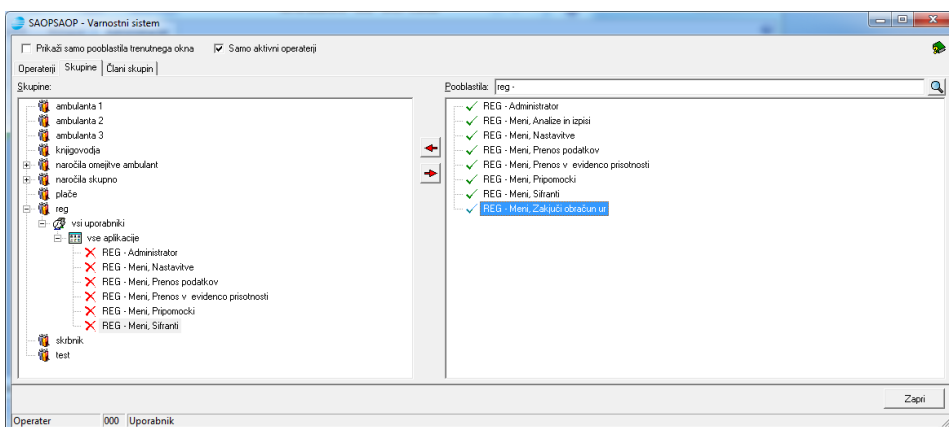 SAOPSAOP - Varnostni sistem
Prikaži samo pooblastila trenutnega okna
Samo aktivni operaterji
Operaterji
Skupine
Člani skupin
Skupine:
ambulanta 1
ambulanta 2
ambulanta 3
knjigovodja
naročila omejitve ambulant
naročila skupno
plače
reg
vsi uporabniki
vse aplikacije
REG - Administrator
REG - Meni, Nastavitve
REG - Meni, Prenos podatkov
REG - Meni, Prenos v evidenco prisotnosti
REG - Meni, Pripomocki
REG - Meni, Sifranti
skrbnik
test
Pooblastila: reg -
REG - Administrator
REG - Meni, Analize in izpisi
REG - Meni, Nastavitve
REG - Meni, Prenos podatkov
REG - Meni, Prenos v evidenco prisotnosti
REG - Meni, Pripomocki
REG - Meni, Sifranti
REG - Meni, Zakjuči obračun ur
Zapri
Operater 000 Uporabnik